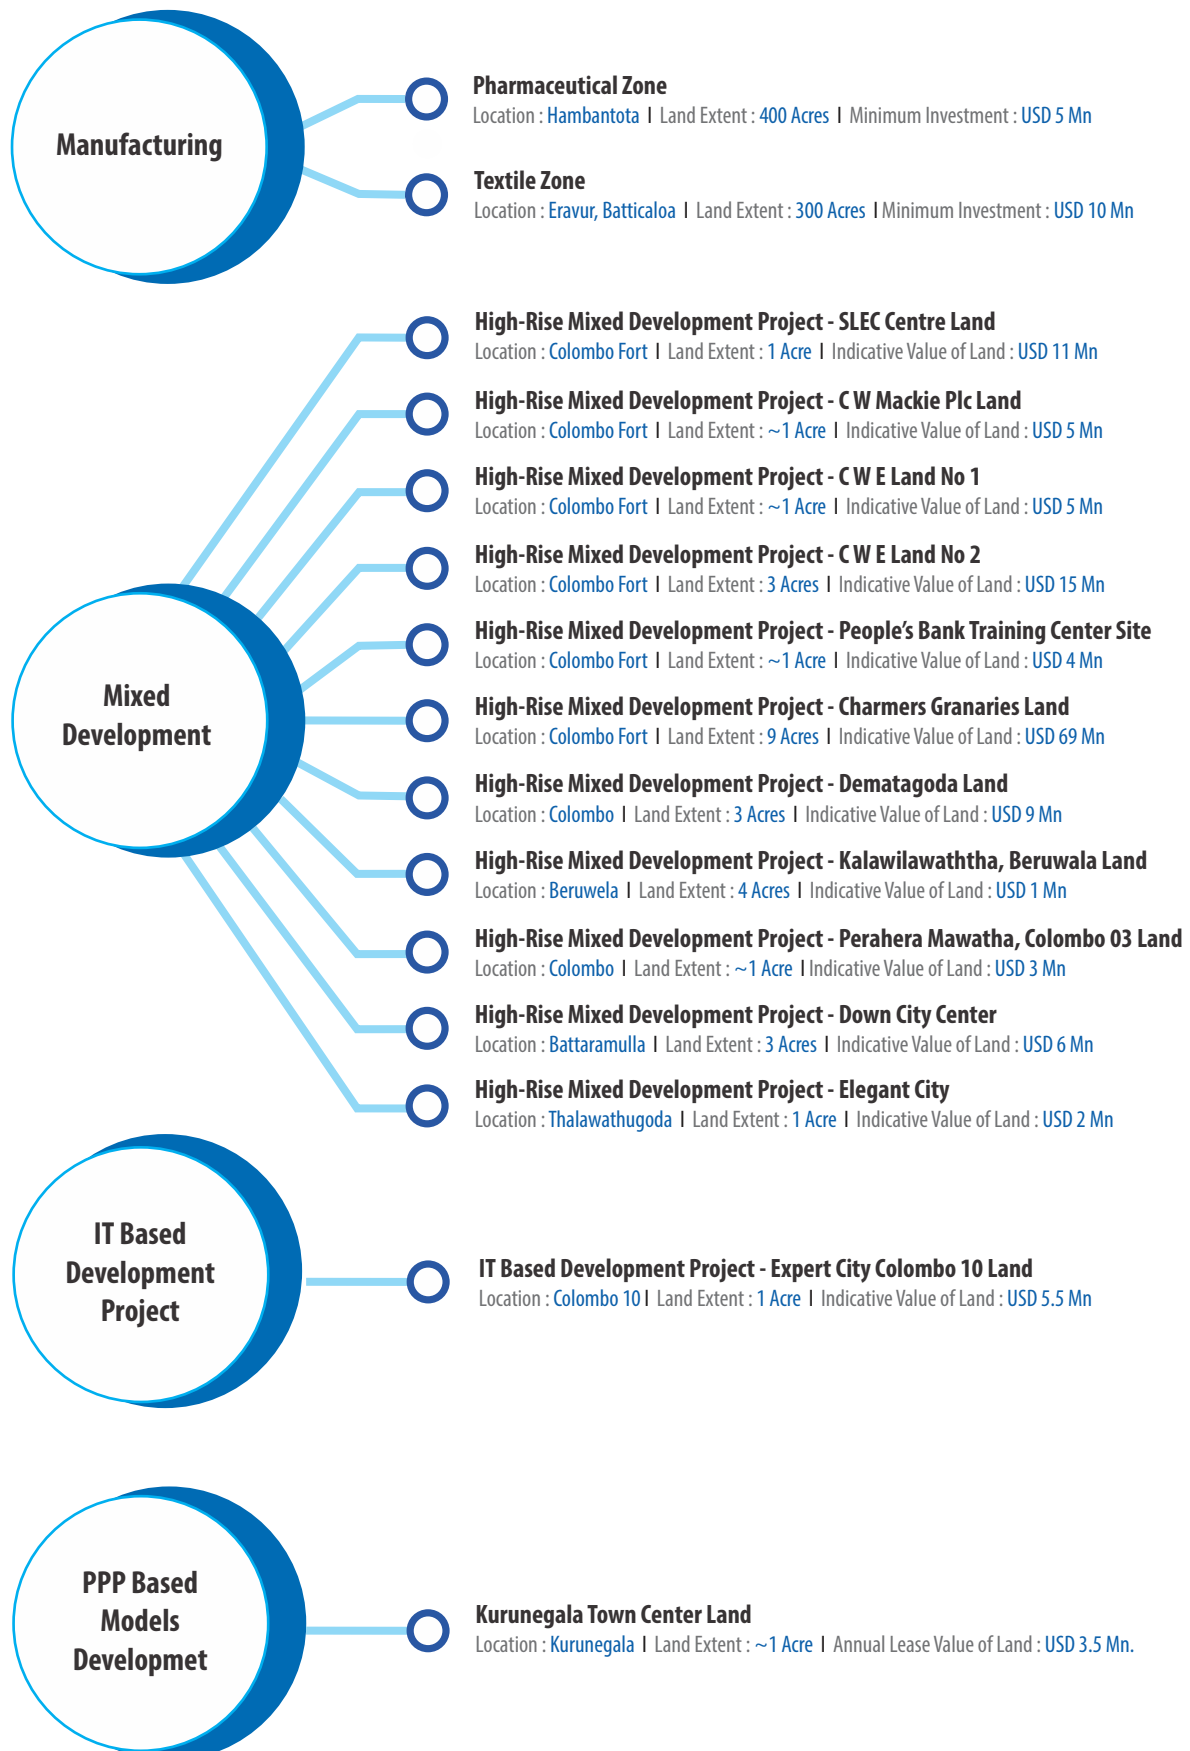 Manufacturing
Pharmaceutical Zone
Location : Hambantota I Land Extent : 400 Acres I Minimum Investment : USD 5 Mn
Textile Zone
Location : Eravur, Batticaloa I Land Extent : 300 Acres I Minimum Investment : USD 10 Mn
Mixed
Development
High-Rise Mixed Development Project - SLEC Centre Land
Location : Colombo Fort I Land Extent : 1 Acre I Indicative Value of Land : USD 11 Mn
High-Rise Mixed Development Project - C W Mackie Plc Land
Location : Colombo Fort I Land Extent : ~1 Acre I Indicative Value of Land : USD 5 Mn
High-Rise Mixed Development Project - C W E Land No 1
Location : Colombo Fort I Land Extent : ~1 Acre I Indicative Value of Land : USD 5 Mn
High-Rise Mixed Development Project - C W E Land No 2
Location : Colombo Fort I Land Extent : 3 Acres I Indicative Value of Land : USD 15 Mn
High-Rise Mixed Development Project - People’s Bank Training Center Site
Location : Colombo Fort I Land Extent : ~1 Acre I Indicative Value of Land : USD 4 Mn
High-Rise Mixed Development Project - Charmers Granaries Land
Location : Colombo Fort I Land Extent : 9 Acres I Indicative Value of Land : USD 69 Mn
High-Rise Mixed Development Project - Dematagoda Land
Location : Colombo I Land Extent : 3 Acres I Indicative Value of Land : USD 9 Mn
High-Rise Mixed Development Project - Kalawilawaththa, Beruwala Land
Location : Beruwela I Land Extent : 4 Acres I Indicative Value of Land : USD 1 Mn
High-Rise Mixed Development Project - Perahera Mawatha, Colombo 03 Land
Location : Colombo I Land Extent : ~1 Acre I Indicative Value of Land : USD 3 Mn
High-Rise Mixed Development Project - Down City Center
Location : Battaramulla I Land Extent : 3 Acres I Indicative Value of Land : USD 6 Mn
High-Rise Mixed Development Project - Elegant City
Location : Thalawathugoda I Land Extent : 1 Acre I Indicative Value of Land : USD 2 Mn
IT Based
Development
Project
IT Based Development Project - Expert City Colombo 10 Land
Location : Colombo 10 I Land Extent : 1 Acre I Indicative Value of Land : USD 5.5 Mn
PPP Based
Models
Developmet
Kurunegala Town Center Land
Location : Kurunegala I Land Extent : ~1 Acre I Annual Lease Value of Land : USD 3.5 Mn.